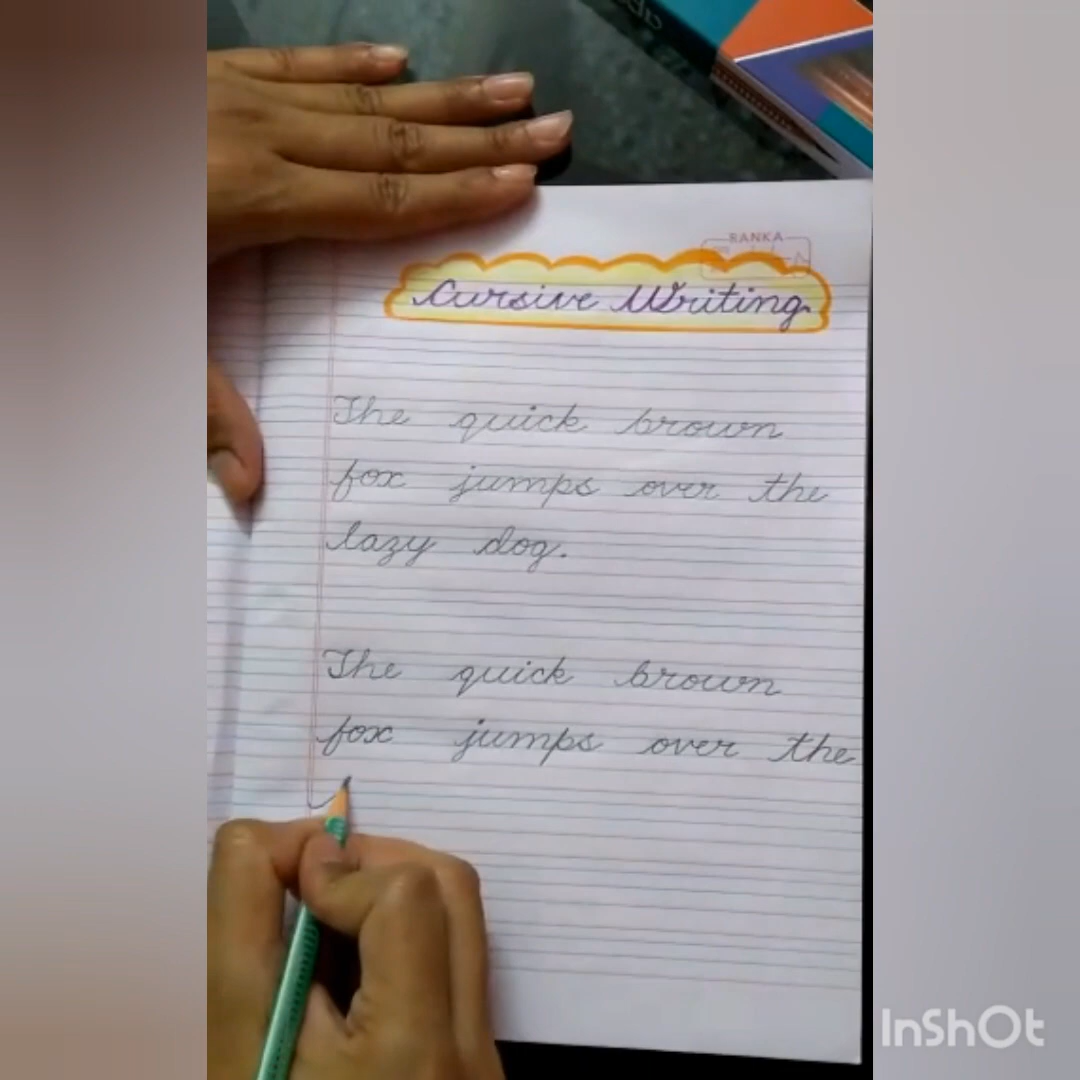 RANKA
Cursive Writing
The quick brown
fox jumps over the
lazy dog.
The quick brown
fox jumps over the
InShOt